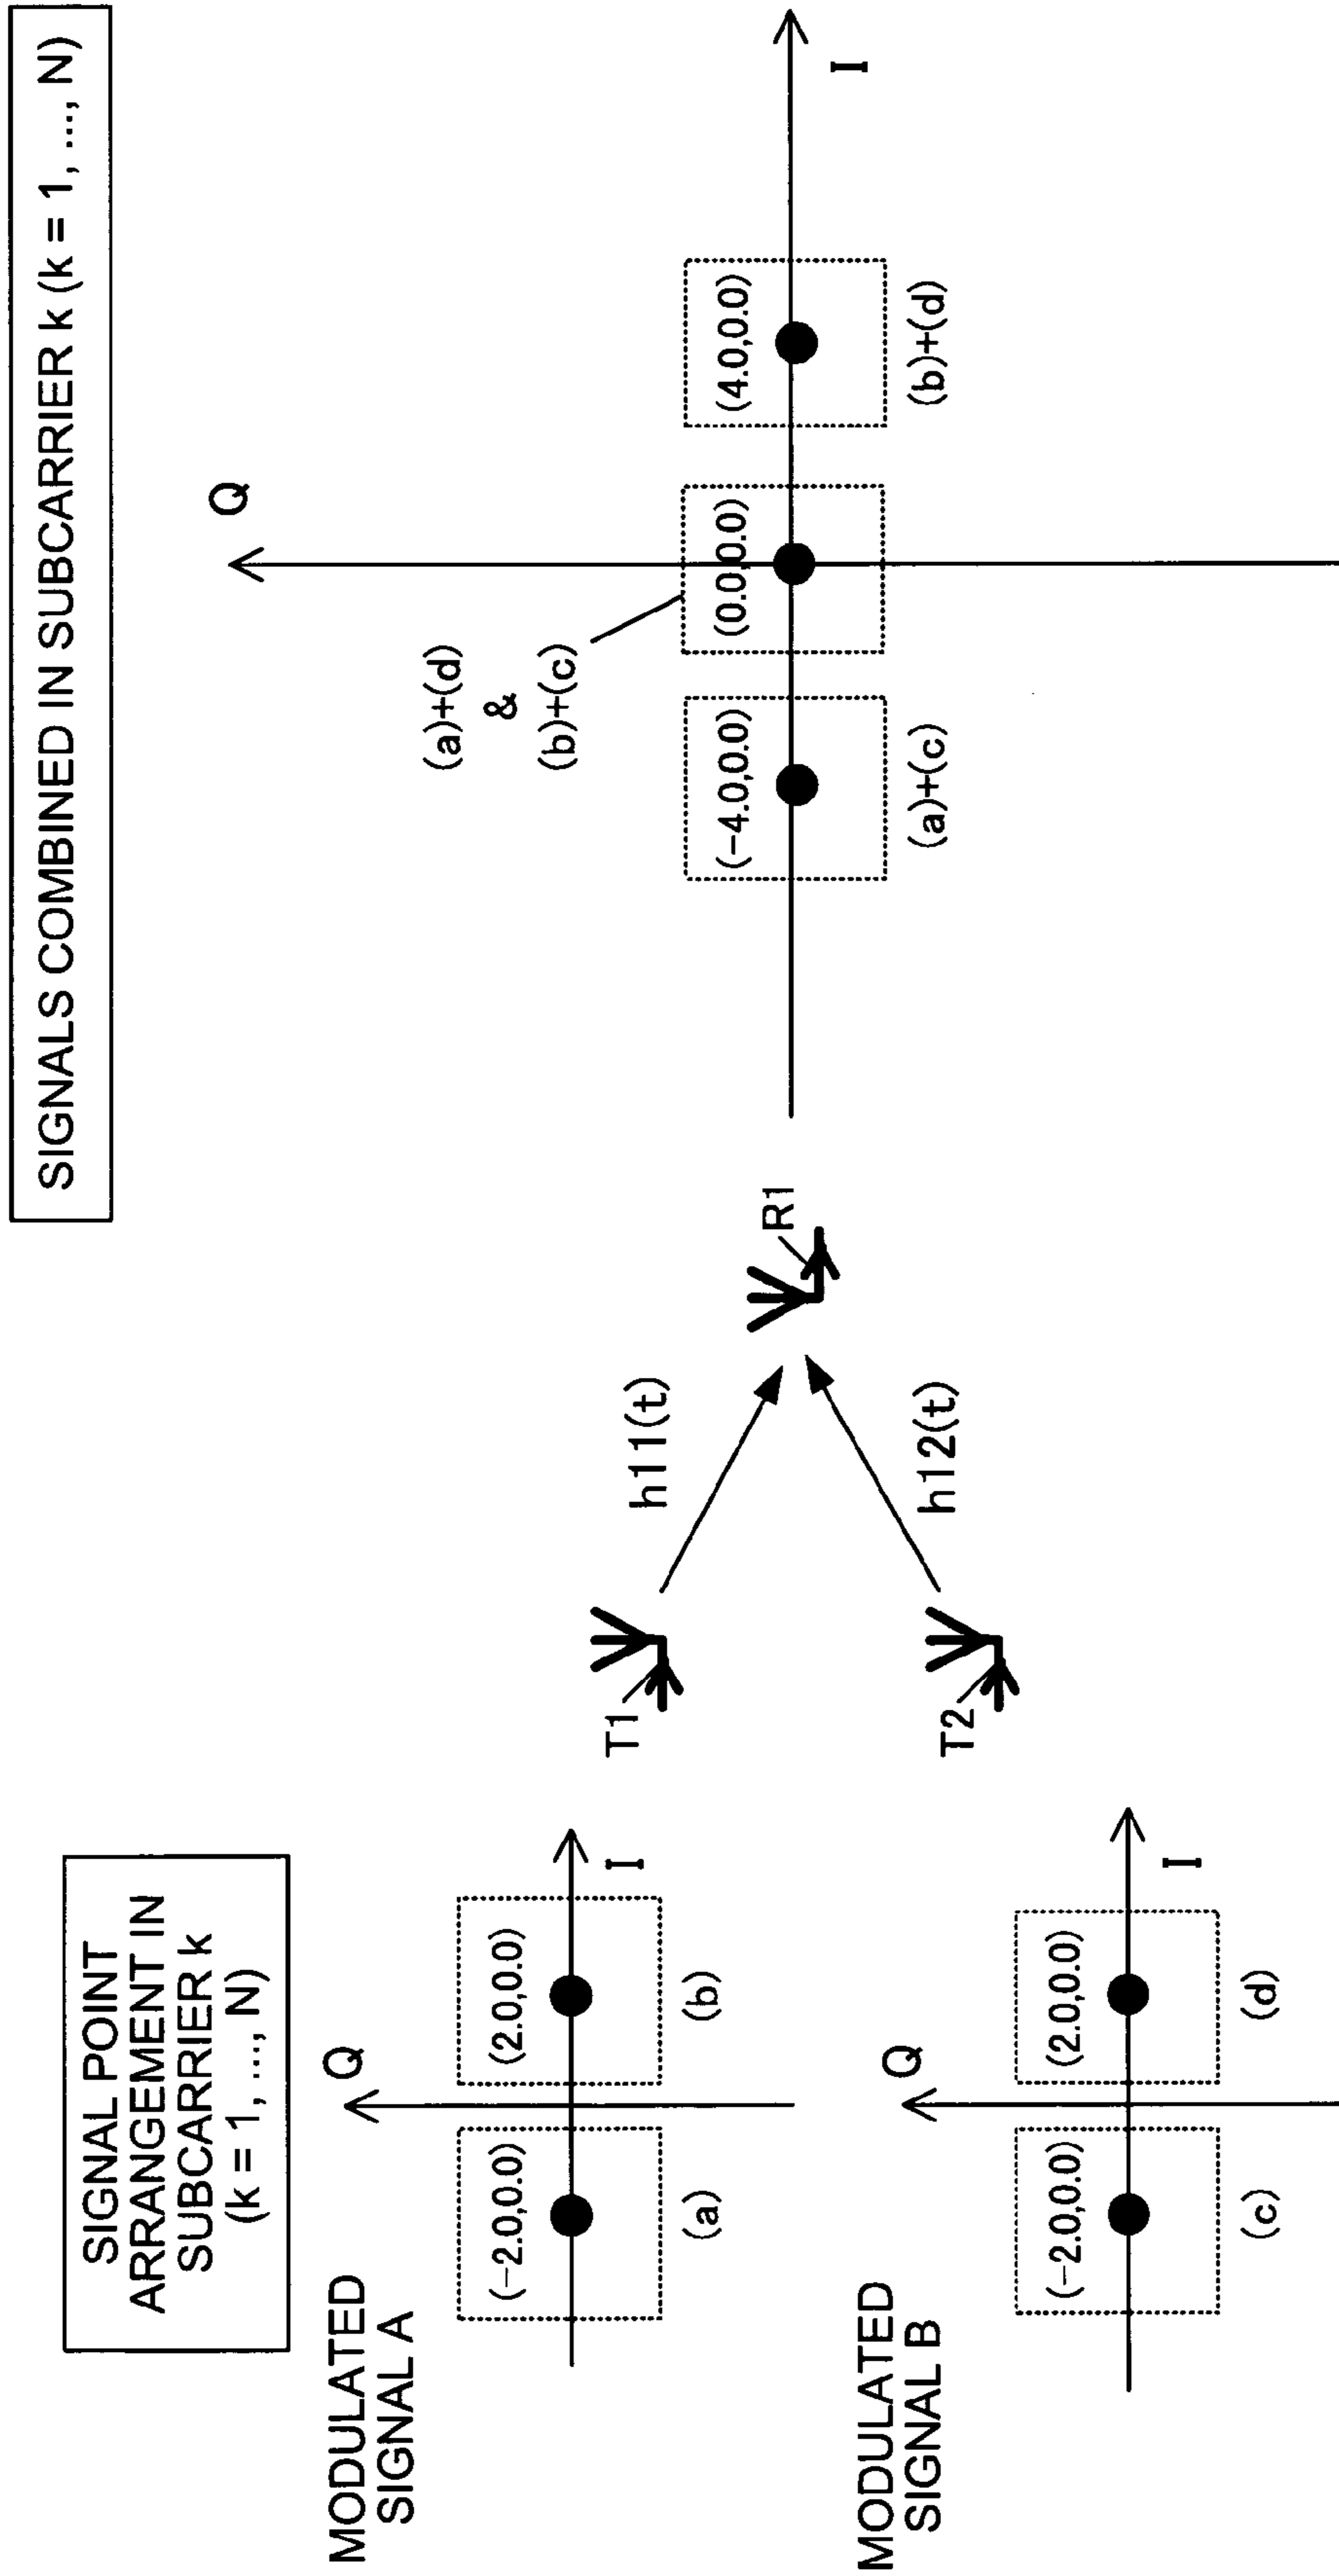 SIGNAL POINT
ARRANGEMENT IN
SUBCARRIER k
(k = 1, ..., N)
MODULATED
SIGNAL A
Q
(-2.0,0.0)
(2.0,0.0)
I
(a)
(b)
MODULATED
SIGNAL B
Q
(-2.0,0.0)
(2.0,0.0)
I
(c)
(d)
T1
T2
h11(t)
h12(t)
R1
SIGNALS COMBINED IN SUBCARRIER k (k = 1, ..., N)
Q
(a)+(d)
&
(b)+(c)
(-4.0,0.0)
(0.0,0.0)
(4.0,0.0)
I
(a)+(c)
(b)+(d)